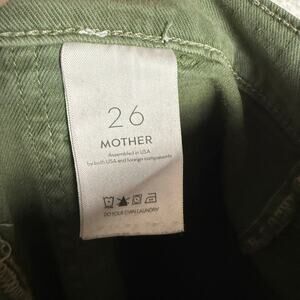 26
MOTHER
Assembled in USA
by both USA and foreign components
DO YOUR OWN LAUNDRY